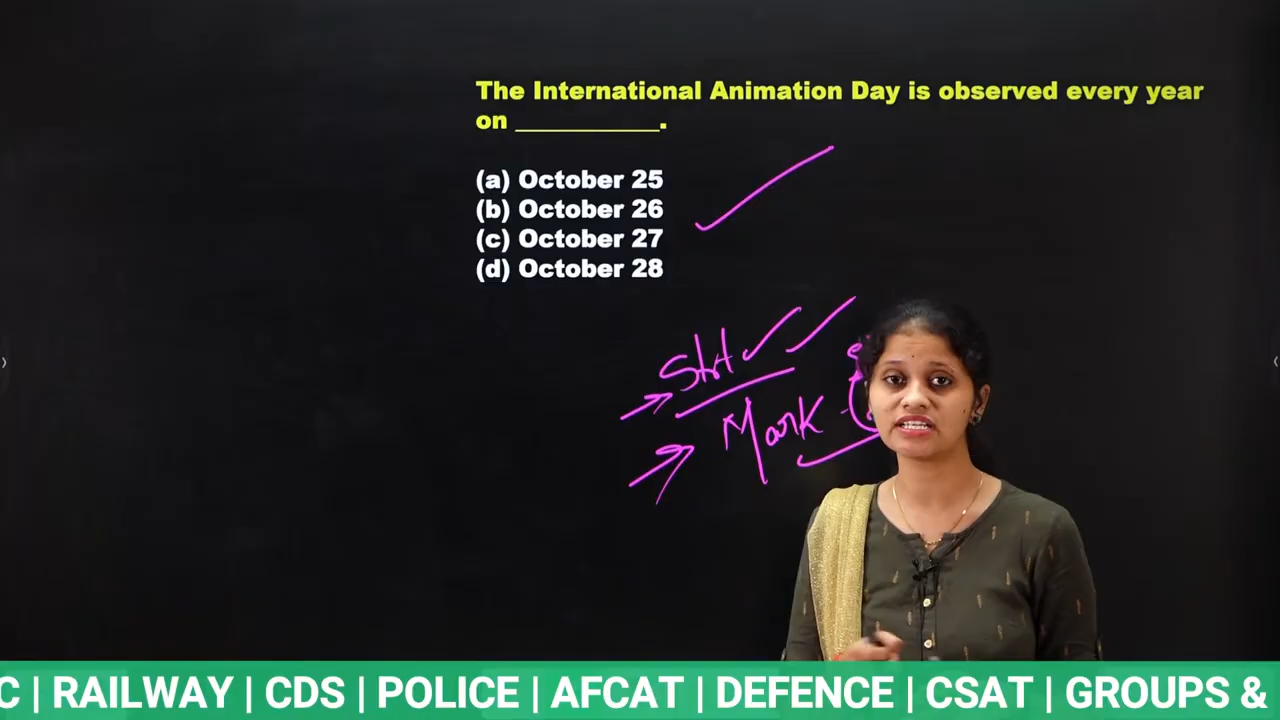 The International Animation Day is observed every year
on ___________.
(a) October 25
(b) October 26
(c) October 27
(d) October 28
Mark
C | RAILWAY | CDS | POLICE | AFCAT | DEFENCE | CSAT | GROUPS &